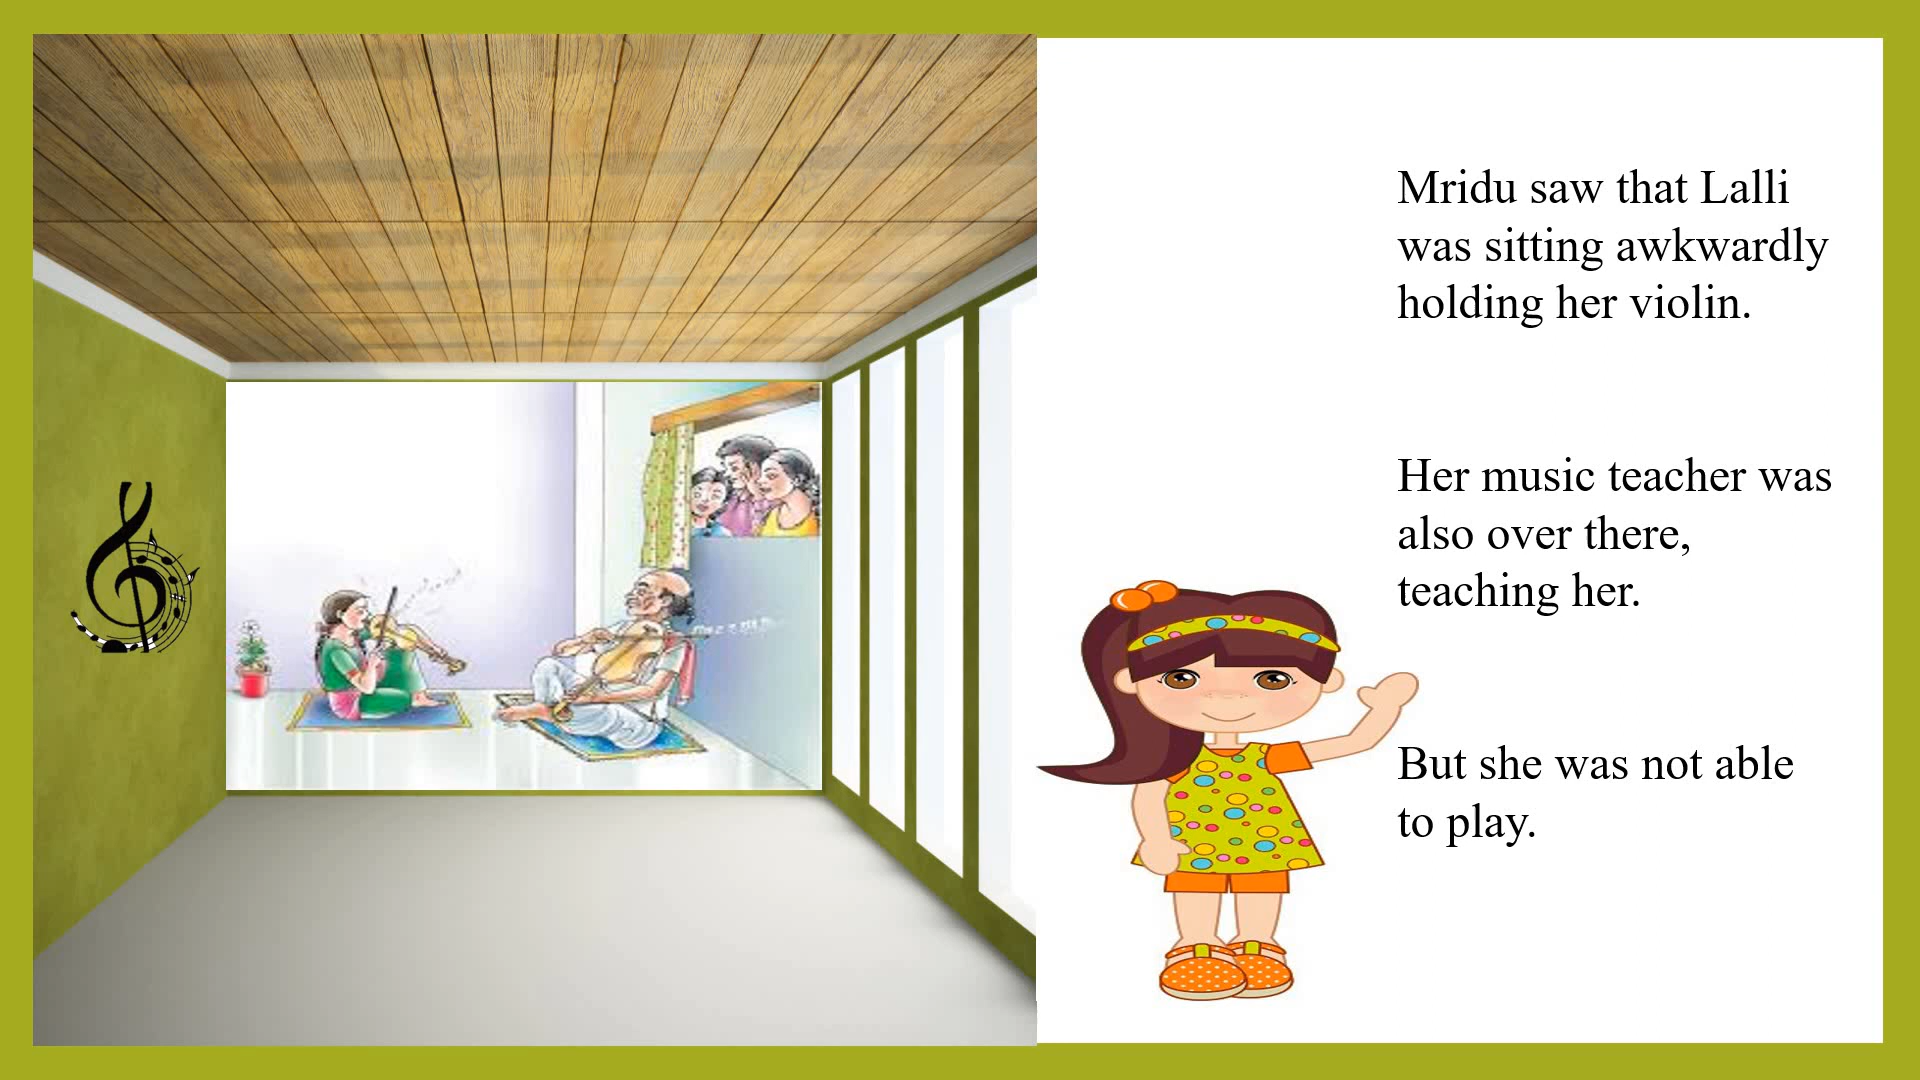 Mridu saw that Lalli
was sitting awkwardly
holding her violin.
Her music teacher was
also over there,
teaching her.
But she was not able
to play.